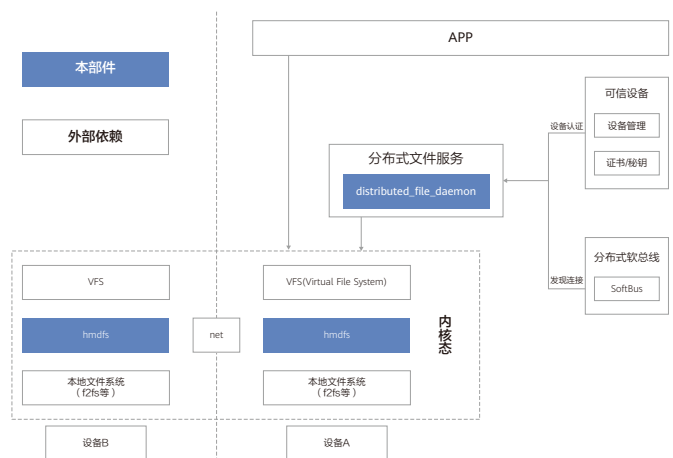 APP
本部件
可信设备
设备认证
设备管理
外部依赖
分布式文件服务
证书/秘钥
distributed_file_daemon
分布式软总线
发现连接
SoftBus
VFS
VFS(Virtual File System)
内核态
hmdfs
net
hmdfs
本地文件系统
（f2fs等）
本地文件系统
（f2fs等）
设备B
设备A